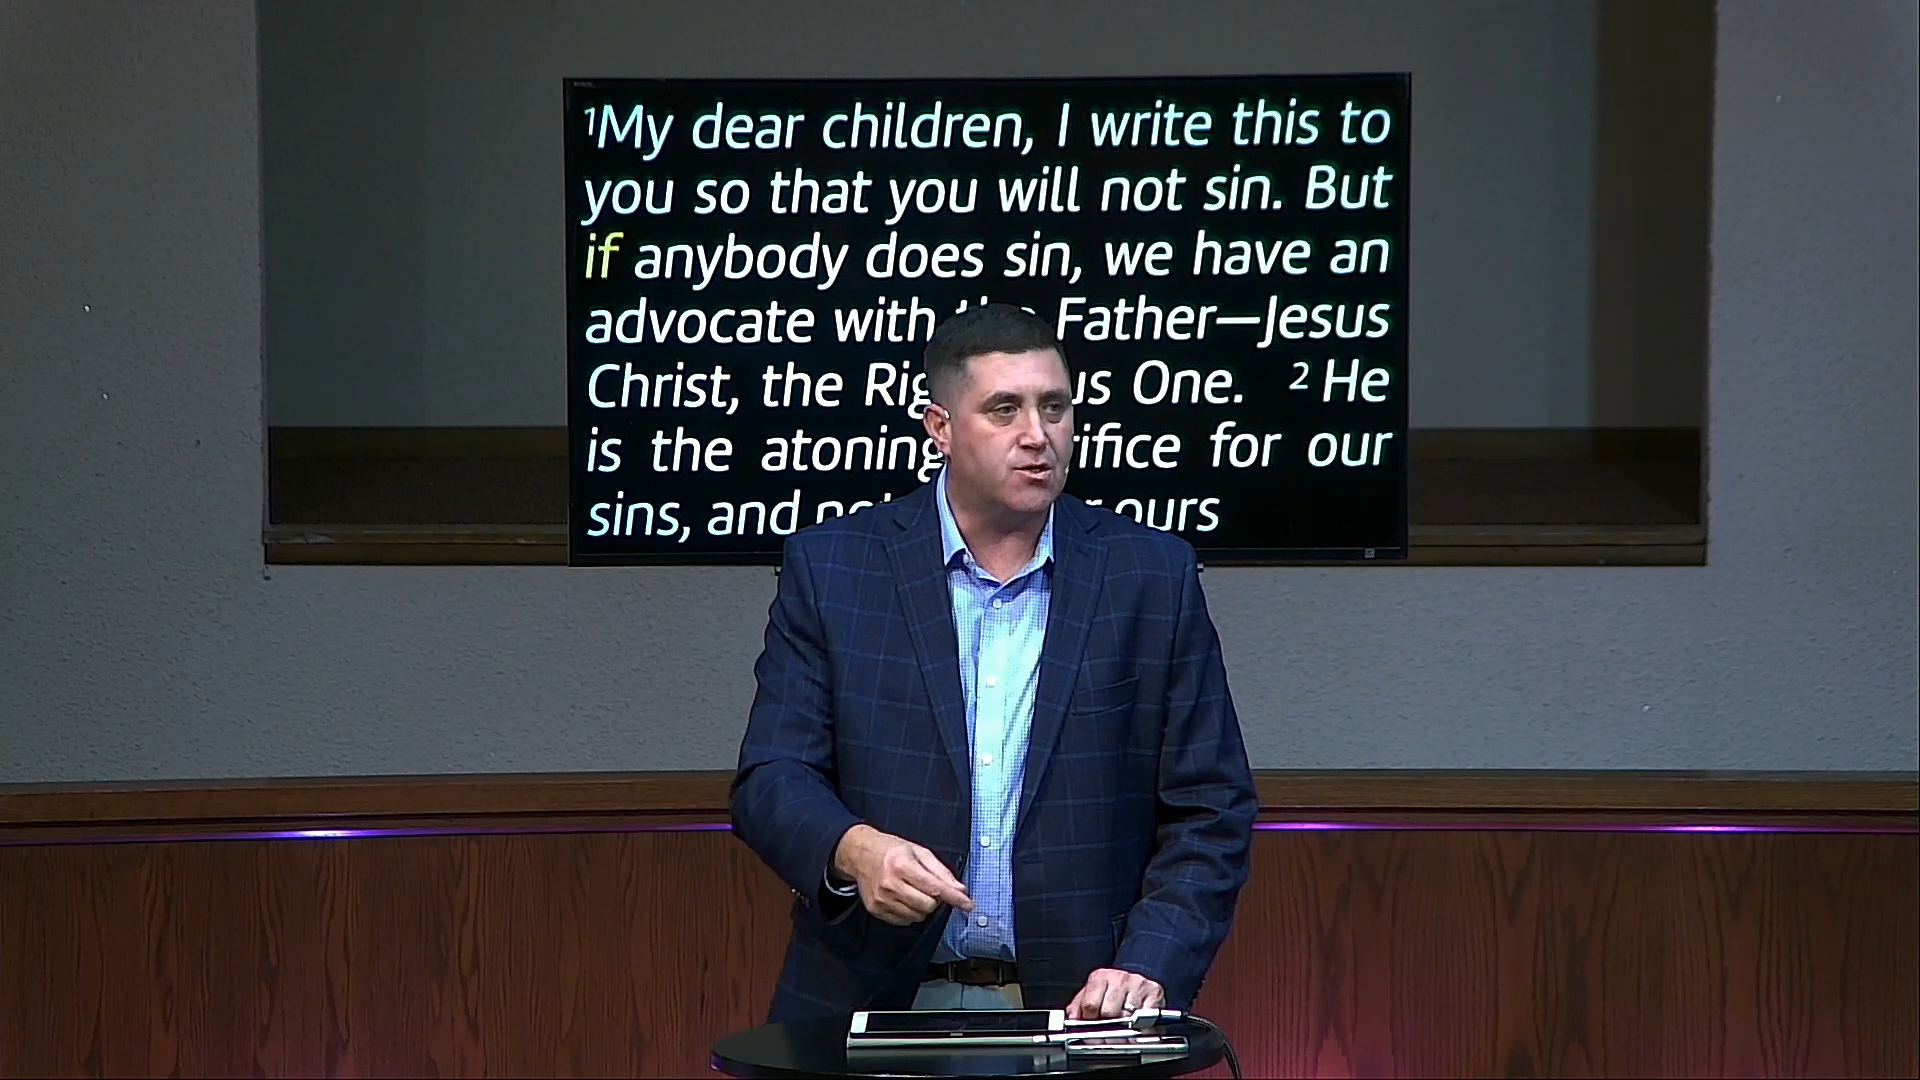 ¹My dear children, I write this to
you so that you will not sin. But
if anybody does sin, we have an
advocate with the Father—Jesus
Christ, the Rig us One. ² He
is the atoning rifice for our
sins, and ours